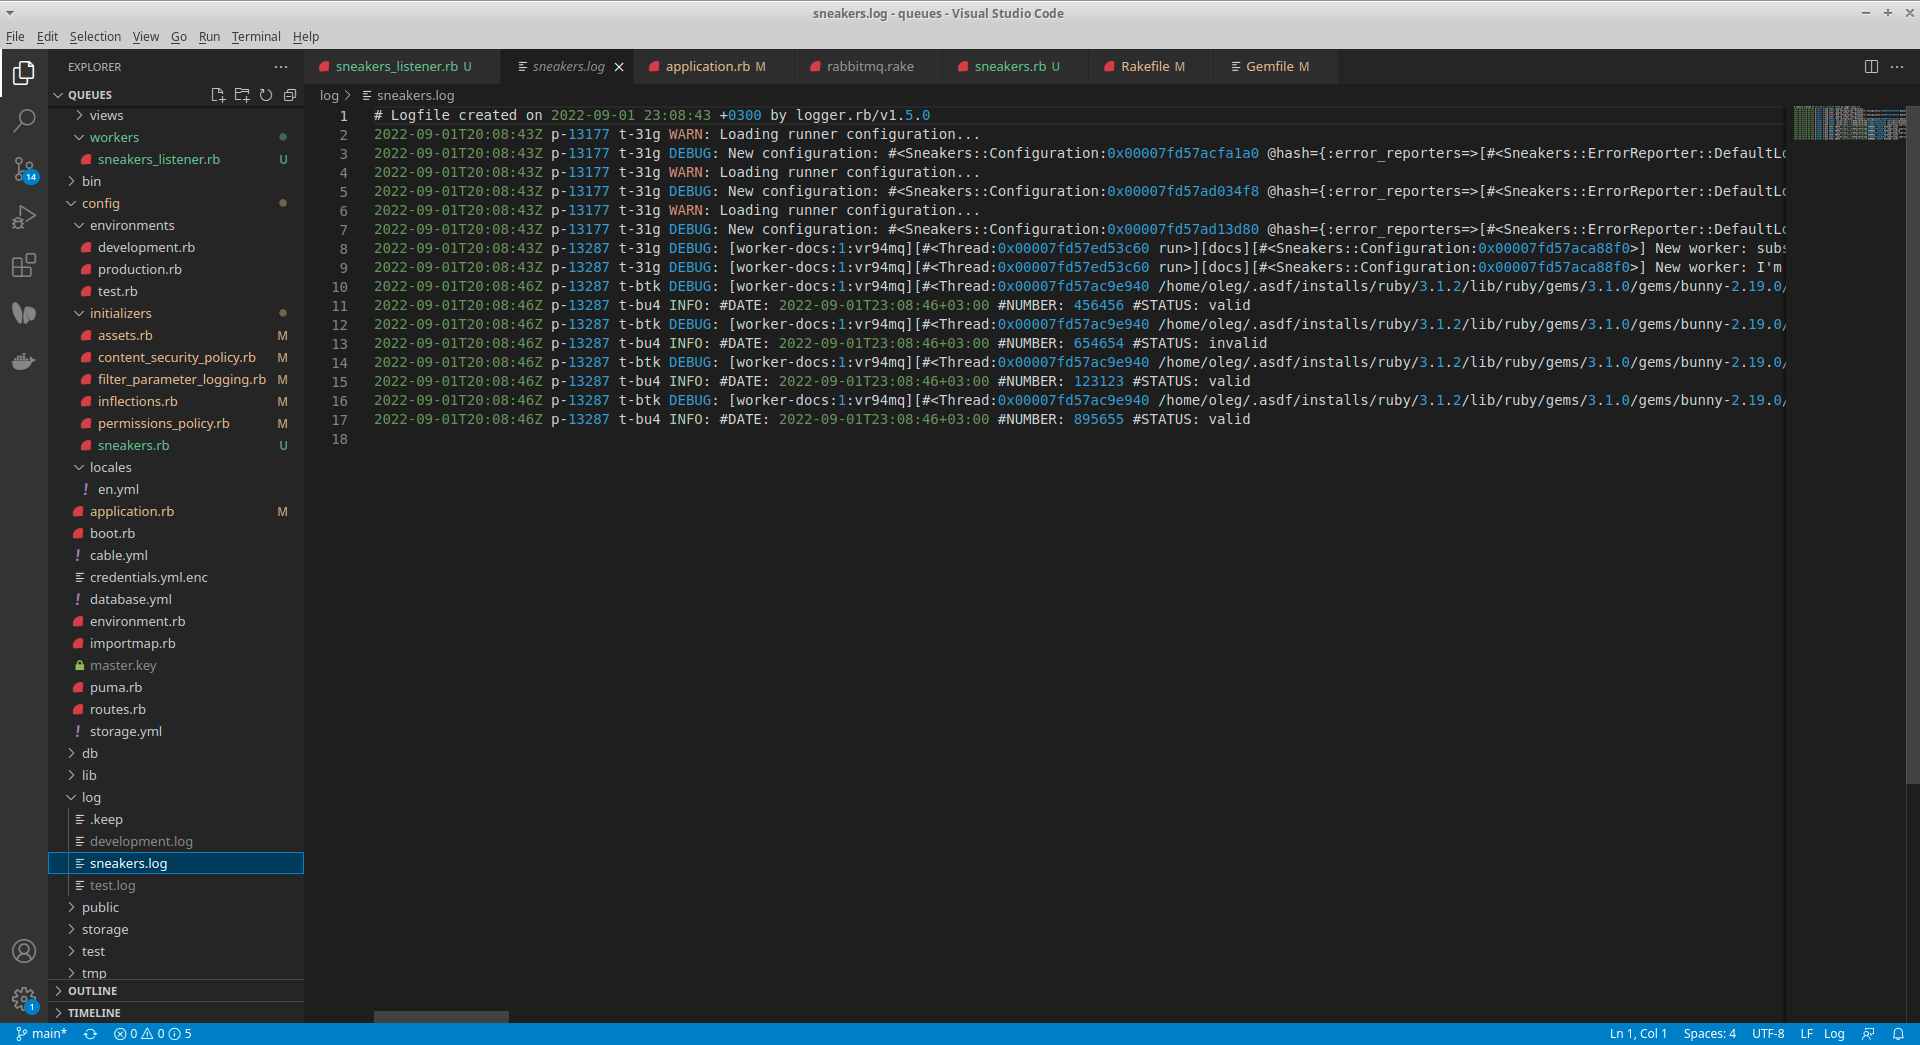 sneakers.log - queues - Visual Studio Code
File Edit Selection View Go Run Terminal Help
EXPLORER
sneakers_listener.rb U
sneakers.log
application.rb M
rabbitmq.rake
sneakers.rb U
Rakefile M
Gemfile M
QUEUES
log > sneakers.log
views
workers
sneakers_listener.rb U
bin
config
environments
development.rb
production.rb
test.rb
initializers
assets.rb M
content_security_policy.rb M
filter_parameter_logging.rb M
inflections.rb M
permissions_policy.rb M
sneakers.rb U
locales
en.yml
application.rb M
boot.rb
cable.yml
credentials.yml.enc
database.yml
environment.rb
importmap.rb
master.key
puma.rb
routes.rb
storage.yml
db
lib
log
.keep
development.log
sneakers.log
test.log
public
storage
test
tmp
OUTLINE
TIMELINE
14
1
1 # Logfile created on 2022-09-01 23:08:43 +0300 by logger.rb/v1.5.0
2 2022-09-01T20:08:43Z p-13177 t-31g WARN: Loading runner configuration...
3 2022-09-01T20:08:43Z p-13177 t-31g DEBUG: New configuration: #<Sneakers::Configuration:0x00007fd57acfa1a0 @hash={:error_reporters=>[#<Sneakers::ErrorReporter::DefaultLo
4 2022-09-01T20:08:43Z p-13177 t-31g WARN: Loading runner configuration...
5 2022-09-01T20:08:43Z p-13177 t-31g DEBUG: New configuration: #<Sneakers::Configuration:0x00007fd57ad034f8 @hash={:error_reporters=>[#<Sneakers::ErrorReporter::DefaultLo
6 2022-09-01T20:08:43Z p-13177 t-31g WARN: Loading runner configuration...
7 2022-09-01T20:08:43Z p-13177 t-31g DEBUG: New configuration: #<Sneakers::Configuration:0x00007fd57ad13d80 @hash={:error_reporters=>[#<Sneakers::ErrorReporter::DefaultLo
8 2022-09-01T20:08:43Z p-13287 t-31g DEBUG: [worker-docs:1:vr94mq][#<Thread:0x00007fd57ed53c60 run>][docs][#<Sneakers::Configuration:0x00007fd57aca88f0>] New worker: subs
9 2022-09-01T20:08:43Z p-13287 t-31g DEBUG: [worker-docs:1:vr94mq][#<Thread:0x00007fd57ed53c60 run>][docs][#<Sneakers::Configuration:0x00007fd57aca88f0>] New worker: I'm
10 2022-09-01T20:08:46Z p-13287 t-btk DEBUG: [worker-docs:1:vr94mq][#<Thread:0x00007fd57ac9e940 /home/oleg/.asdf/installs/ruby/3.1.2/lib/ruby/gems/3.1.0/gems/bunny-2.19.0/
11 2022-09-01T20:08:46Z p-13287 t-bu4 INFO: #DATE: 2022-09-01T23:08:46+03:00 #NUMBER: 456456 #STATUS: valid
12 2022-09-01T20:08:46Z p-13287 t-btk DEBUG: [worker-docs:1:vr94mq][#<Thread:0x00007fd57ac9e940 /home/oleg/.asdf/installs/ruby/3.1.2/lib/ruby/gems/3.1.0/gems/bunny-2.19.0/
13 2022-09-01T20:08:46Z p-13287 t-bu4 INFO: #DATE: 2022-09-01T23:08:46+03:00 #NUMBER: 654654 #STATUS: invalid
14 2022-09-01T20:08:46Z p-13287 t-btk DEBUG: [worker-docs:1:vr94mq][#<Thread:0x00007fd57ac9e940 /home/oleg/.asdf/installs/ruby/3.1.2/lib/ruby/gems/3.1.0/gems/bunny-2.19.0/
15 2022-09-01T20:08:46Z p-13287 t-bu4 INFO: #DATE: 2022-09-01T23:08:46+03:00 #NUMBER: 123123 #STATUS: valid
16 2022-09-01T20:08:46Z p-13287 t-btk DEBUG: [worker-docs:1:vr94mq][#<Thread:0x00007fd57ac9e940 /home/oleg/.asdf/installs/ruby/3.1.2/lib/ruby/gems/3.1.0/gems/bunny-2.19.0/
17 2022-09-01T20:08:46Z p-13287 t-bu4 INFO: #DATE: 2022-09-01T23:08:46+03:00 #NUMBER: 895655 #STATUS: valid
18
main* 0 0 5 Ln 1, Col 1 Spaces: 4 UTF-8 LF Log